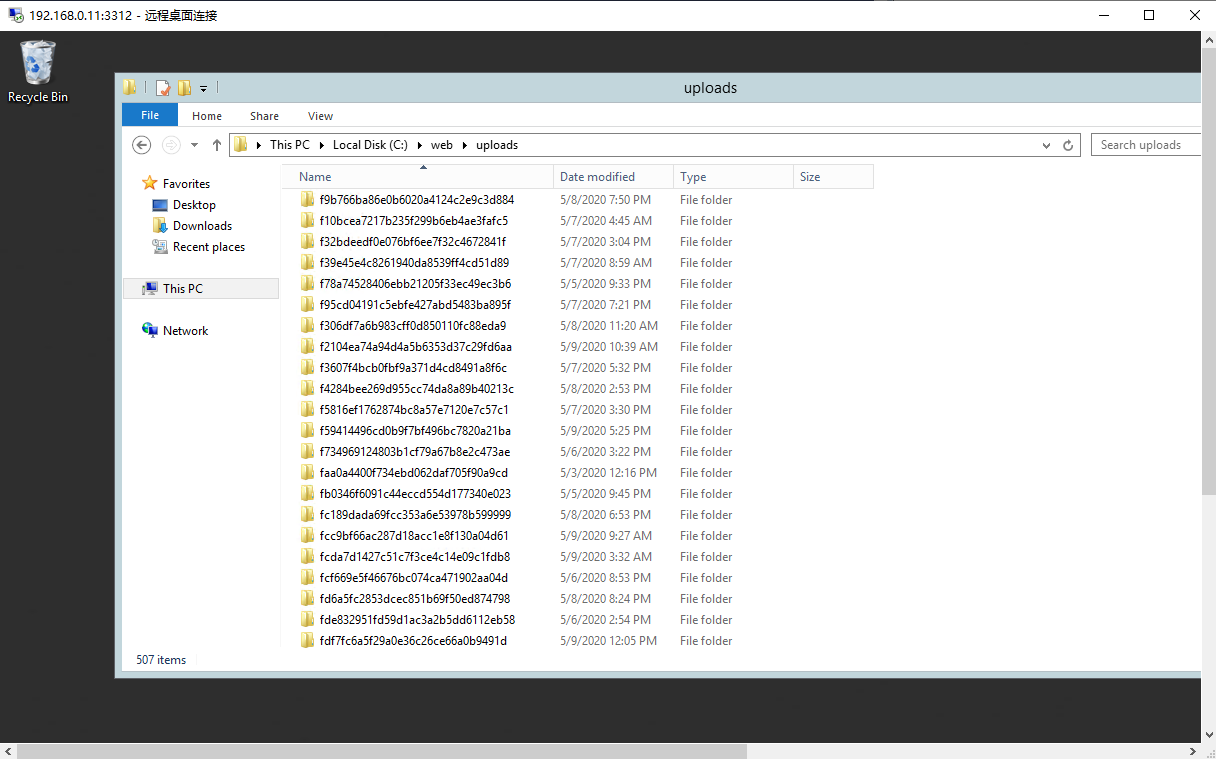 192.168.0.11:3312 - 远程桌面连接
Recycle Bin
uploads
File Home Share View
This PC Local Disk (C:) web uploads Search uploads
Favorites
Desktop
Downloads
Recent places
This PC
Network
Name Date modified Type Size
f9b766ba86e0b6020a4124c2e9c3d884 5/8/2020 7:50 PM File folder
f10bcea7217b235f299b6eb4ae3fafc5 5/7/2020 4:45 AM File folder
f32bdeedf0e076bf6ee7f32c4672841f 5/7/2020 3:04 PM File folder
f39e45e4c8261940da8539ff4cd51d89 5/7/2020 8:59 AM File folder
f78a74528406ebb21205f33ec49ec3b6 5/5/2020 9:33 PM File folder
f95cd04191c5ebfe427abd5483ba895f 5/7/2020 7:21 PM File folder
f306df7a6b983cff0d850110fc88eda9 5/8/2020 11:20 AM File folder
f2104ea74a94d4a5b6353d37c29fd6aa 5/9/2020 10:39 AM File folder
f3607f4bcb0fbf9a371d4cd8491a8f6c 5/7/2020 5:32 PM File folder
f4284bee269d955cc74da8a89b40213c 5/8/2020 2:53 PM File folder
f5816ef1762874bc8a57e7120e7c57c1 5/7/2020 3:30 PM File folder
f59414496cd0b9f7bf496bc7820a21ba 5/9/2020 5:25 PM File folder
f734969124803b1cf79a67b8e2c473ae 5/6/2020 3:22 PM File folder
faa0a4400f734ebd062daf705f90a9cd 5/3/2020 12:16 PM File folder
fb0346f6091c44eccd554d177340e023 5/5/2020 9:45 PM File folder
fc189dada69fcc353a6e53978b599999 5/8/2020 6:53 PM File folder
fcc9bf66ac287d18acc1e8f130a04d61 5/9/2020 9:27 AM File folder
fcda7d1427c51c7f3ce4c14e09c1fdb8 5/9/2020 3:32 AM File folder
fcf669e5f46676bc074ca471902aa04d 5/6/2020 8:53 PM File folder
fd6a5fc2853dcec851b69f50ed874798 5/8/2020 8:24 PM File folder
fde832951fd59d1ac3a2b5dd6112eb58 5/6/2020 2:54 PM File folder
fdf7fc6a5f29a0e36c26ce66a0b9491d 5/9/2020 12:05 PM File folder
507 items